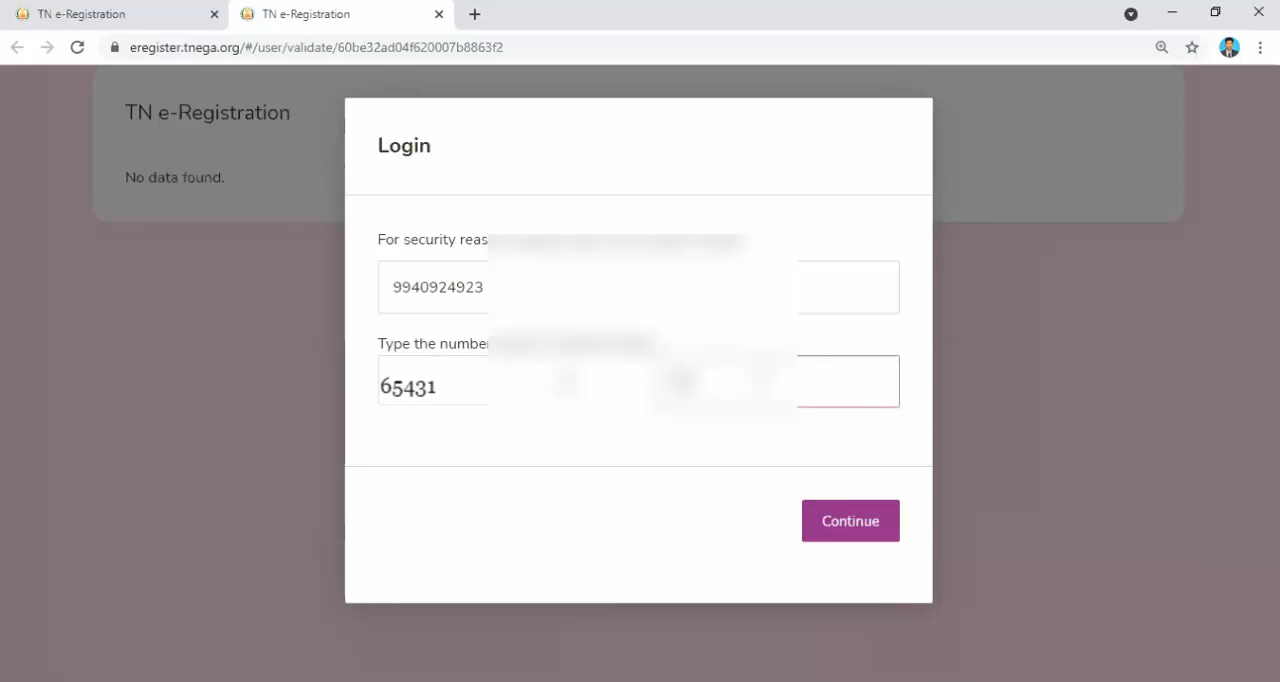 TN e-Registration
TN e-Registration
eregister.tnega.org/#/user/validate/60be32ad04f620007b8863f2
TN e-Registration
No data found.
Login
For security reas
9940924923
Type the number
65431
Continue